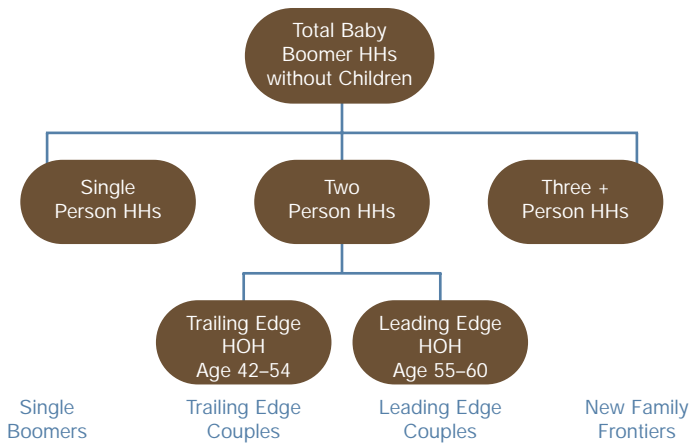 Total Baby
Boomer HHs
without Children
Single
Person HHs
Two
Person HHs
Three +
Person HHs
Trailing Edge
HOH
Age 42–54
Leading Edge
HOH
Age 55–60
Single
Boomers
Trailing Edge
Couples
Leading Edge
Couples
New Family
Frontiers